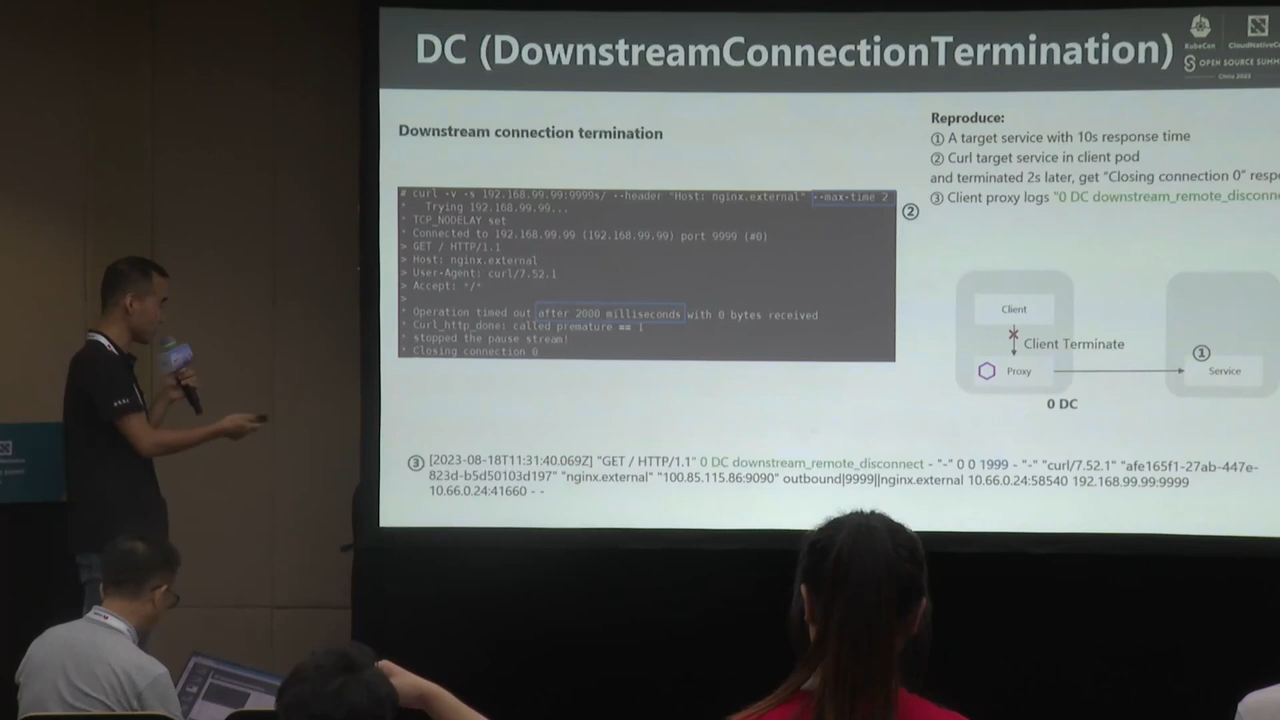 DC (DownstreamConnectionTermination)
KubeCon
OPEN SOURCE SUMM
China 2023
Downstream connection termination
Reproduce:
① A target service with 10s response time
② Curl target service in client pod
and terminated 2s later, get "Closing connection 0" resp
③ Client proxy logs "0 DC downstream_remote_disconne
# curl -v -s 192.168.99.99:9999s/ --header "Host: nginx.external" --max-time 2
* Trying 192.168.99.99...
* TCP_NODELAY set
* Connected to 192.168.99.99 (192.168.99.99) port 9999 (#0)
> GET / HTTP/1.1
> Host: nginx.external
> User-Agent: curl/7.52.1
> Accept: */*
>
* Operation timed out after 2000 milliseconds with 0 bytes received
* Curl_http_done: called premature == 1
* stopped the pause stream!
* Closing connection 0
②
Client
Client Terminate
①
Proxy
Service
0 DC
③ [2023-08-18T11:31:40.069Z] "GET / HTTP/1.1" 0 DC downstream_remote_disconnect - "-" 0 0 1999 - "-" "curl/7.52.1" "afe165f1-27ab-447e-
823d-b5d50103d197" "nginx.external" "100.85.115.86:9090" outbound|9999||nginx.external 10.66.0.24:58540 192.168.99.99:9999
10.66.0.24:41660 - -